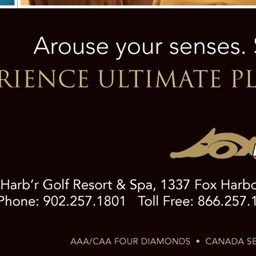 Arouse your senses.
RIENCE ULTIMATE PL
FOX
Harb'r Golf Resort & Spa, 1337 Fox Harbo
Phone: 902.257.1801 Toll Free: 866.257.1
AAA/CAA FOUR DIAMONDS • CANADA SE